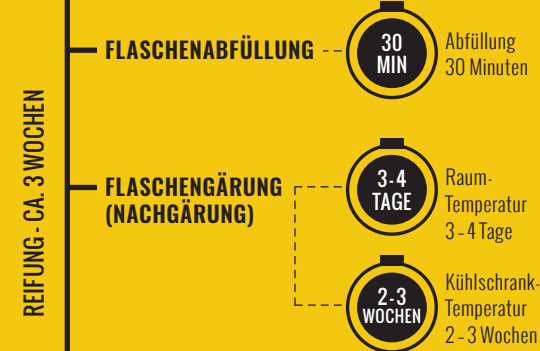 REIFUNG - CA. 3 WOCHEN
FLASCHENABFÜLLUNG
30
MIN
Abfüllung
30 Minuten
FLASCHENGÄRUNG
(NACHGÄRUNG)
3-4
TAGE
Raum-
Temperatur
3 – 4 Tage
2-3
WOCHEN
Kühlschrank-
Temperatur
2 – 3 Wochen